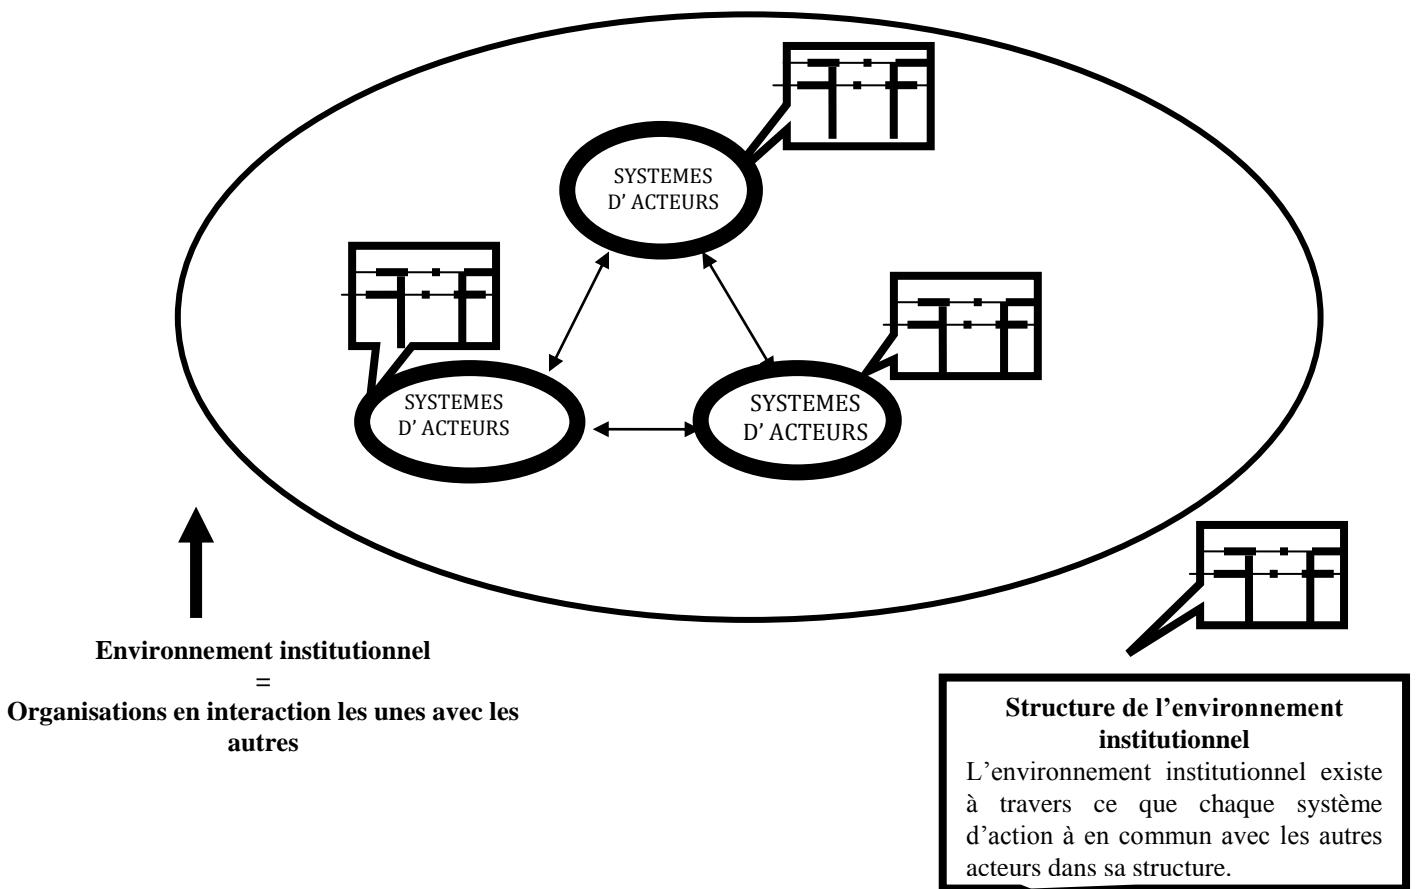 SYSTEMES
D’ ACTEURS
SYSTEMES
D’ ACTEURS
SYSTEMES
D’ ACTEURS
Environnement institutionnel
=
Organisations en interaction les unes avec les
autres
Structure de l’environnement
institutionnel
L’environnement institutionnel existe
à travers ce que chaque système
d’action à en commun avec les autres
acteurs dans sa structure.